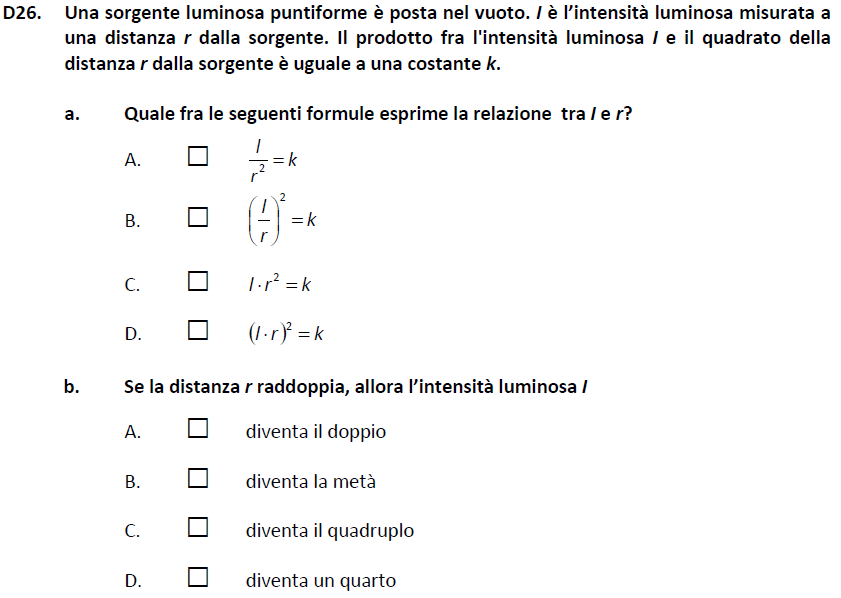 D26. Una sorgente luminosa puntiforme è posta nel vuoto. I è l’intensità luminosa misurata a
una distanza r dalla sorgente. Il prodotto fra l'intensità luminosa I e il quadrato della
distanza r dalla sorgente è uguale a una costante k.
a. Quale fra le seguenti formule esprime la relazione tra I e r?
A. □ I/r² = k
B. □ (I/r)² = k
C. □ I·r² = k
D. □ (I·r)² = k
b. Se la distanza r raddoppia, allora l’intensità luminosa I
A. □ diventa il doppio
B. □ diventa la metà
C. □ diventa il quadruplo
D. □ diventa un quarto